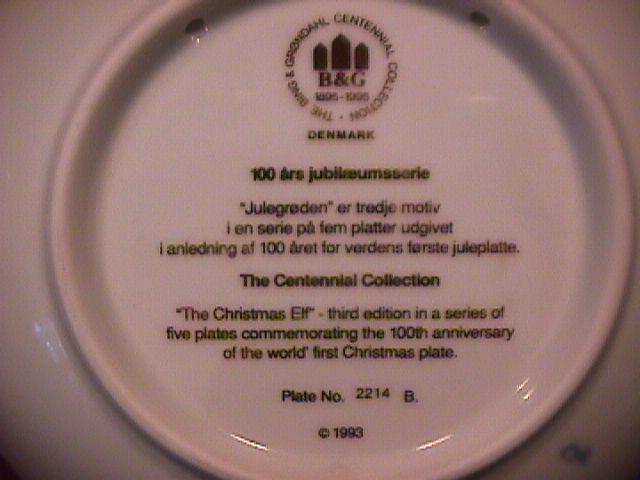 THE BING & GRØNDAHL CENTENNIAL COLLECTION ·
B&G
1895-1995
DENMARK
100 års jubilæumsserie
"Julegrøden" er tredje motiv
i en serie på fem platter udgivet
i anledning af 100 året for verdens første juleplatte.
The Centennial Collection
"The Christmas Elf" - third edition in a series of
five plates commemorating the 100th anniversary
of the world' first Christmas plate.
Plate No. 2214 B.
© 1993